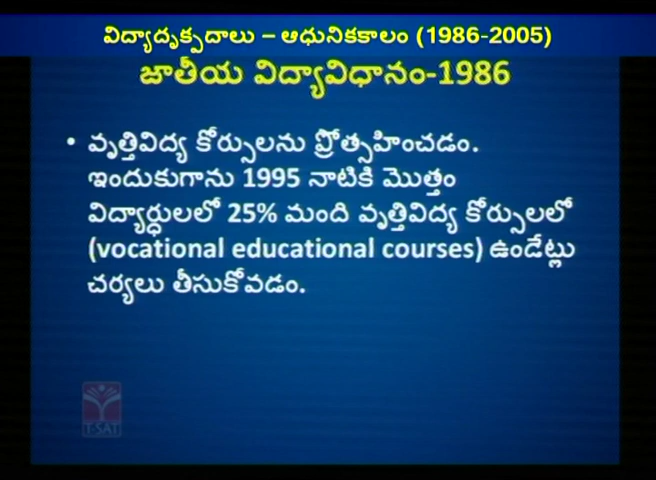 విద్యాదృక్పదాలు – ఆధునికకాలం (1986-2005)
జాతీయ విద్యావిధానం-1986
• వృత్తివిద్య కోర్సులను ప్రోత్సహించడం.
ఇందుకుగాను 1995 నాటికి మొత్తం
విద్యార్ధులలో 25% మంది వృత్తివిద్య కోర్సులలో
(vocational educational courses) ఉండేట్లు
చర్యలు తీసుకోవడం.
T-SAT